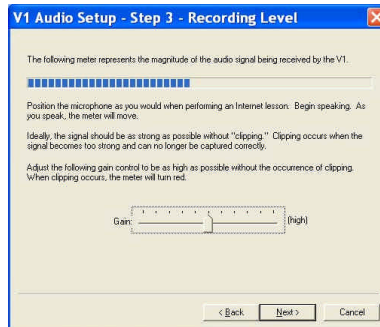 V1 Audio Setup - Step 3 - Recording Level
The following meter represents the magnitude of the audio signal being received by the V1.
Position the microphone as you would when performing an Internet lesson. Begin speaking. As
you speak, the meter will move.
Ideally, the signal should be as strong as possible without "clipping." Clipping occurs when the
signal becomes too strong and can no longer be captured correctly.
Adjust the following gain control to be as high as possible without the occurrence of clipping.
When clipping occurs, the meter will turn red.
Gain: (high)
< Back Next > Cancel